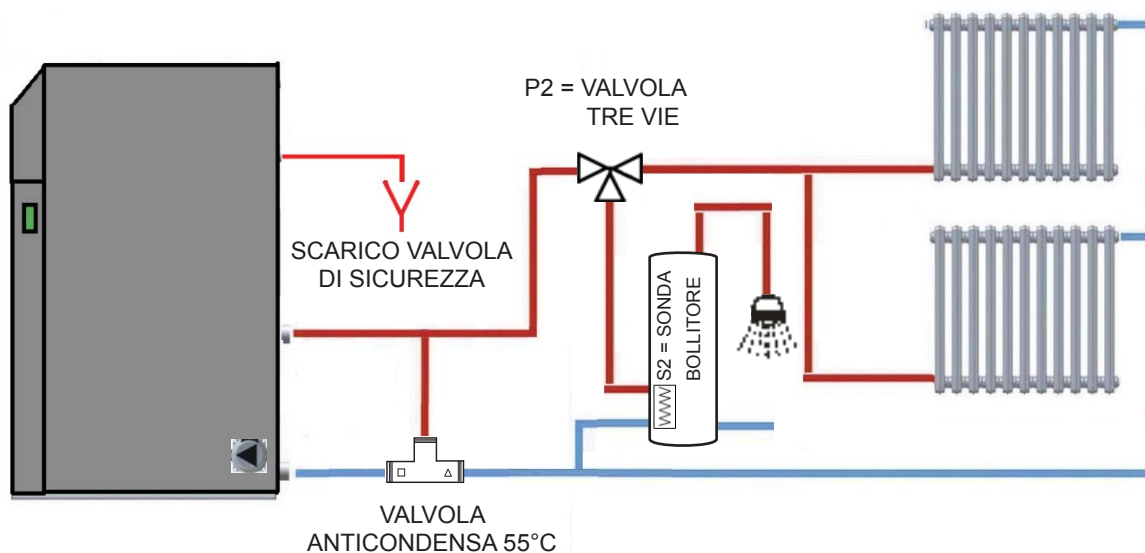 P2 = VALVOLA
TRE VIE
SCARICO VALVOLA
DI SICUREZZA
S2 = SONDA
BOLLITORE
VALVOLA
ANTICONDENSA 55°C